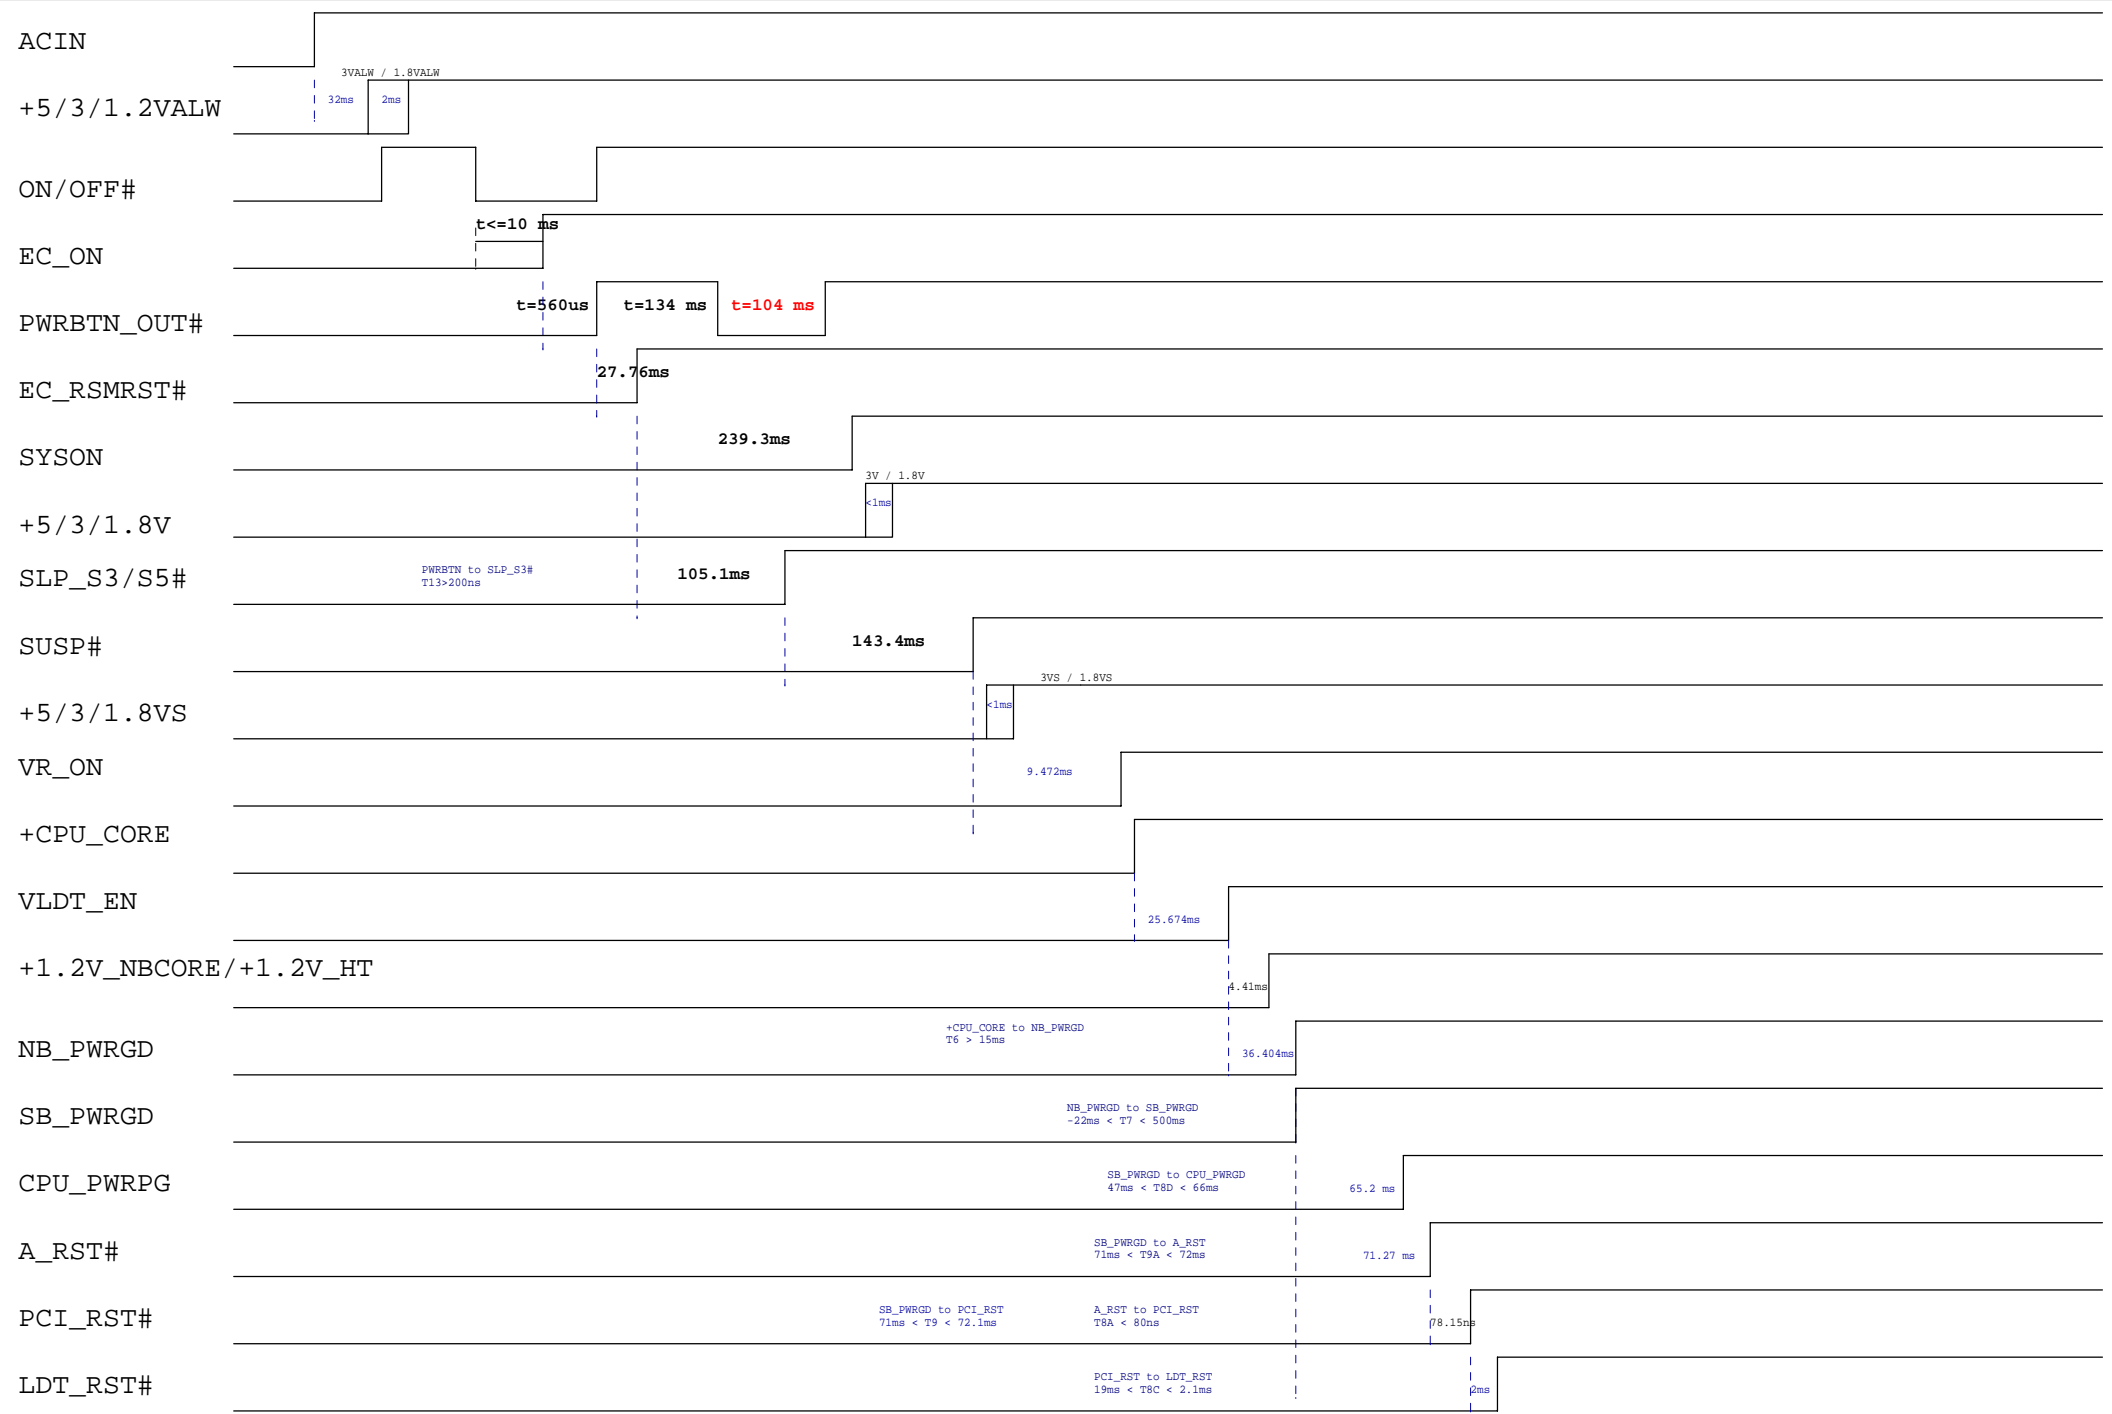 ACIN
3VALW / 1.8VALW
+5/3/1.2VALW
32ms
2ms
ON/OFF#
t<=10 ms
EC_ON
t=560us
t=134 ms
t=104 ms
PWRBTN_OUT#
27.76ms
EC_RSMRST#
239.3ms
SYSON
3V / 1.8V
<1ms
+5/3/1.8V
SLP_S3/S5#
PWRBTN to SLP_S3#
T13>200ns
105.1ms
SUSP#
143.4ms
3VS / 1.8VS
<1ms
+5/3/1.8VS
VR_ON
9.472ms
+CPU_CORE
VLDT_EN
25.674ms
+1.2V_NBCORE/+1.2V_HT
4.41ms
+CPU_CORE to NB_PWRGD
T6 > 15ms
NB_PWRGD
36.404ms
SB_PWRGD
NB_PWRGD to SB_PWRGD
-22ms < T7 < 500ms
CPU_PWRPG
SB_PWRGD to CPU_PWRGD
47ms < T8D < 66ms
65.2 ms
A_RST#
SB_PWRGD to A_RST
71ms < T9A < 72ms
71.27 ms
PCI_RST#
SB_PWRGD to PCI_RST
71ms < T9 < 72.1ms
A_RST to PCI_RST
T8A < 80ns
78.15ns
LDT_RST#
PCI_RST to LDT_RST
19ms < T8C < 2.1ms
2ms